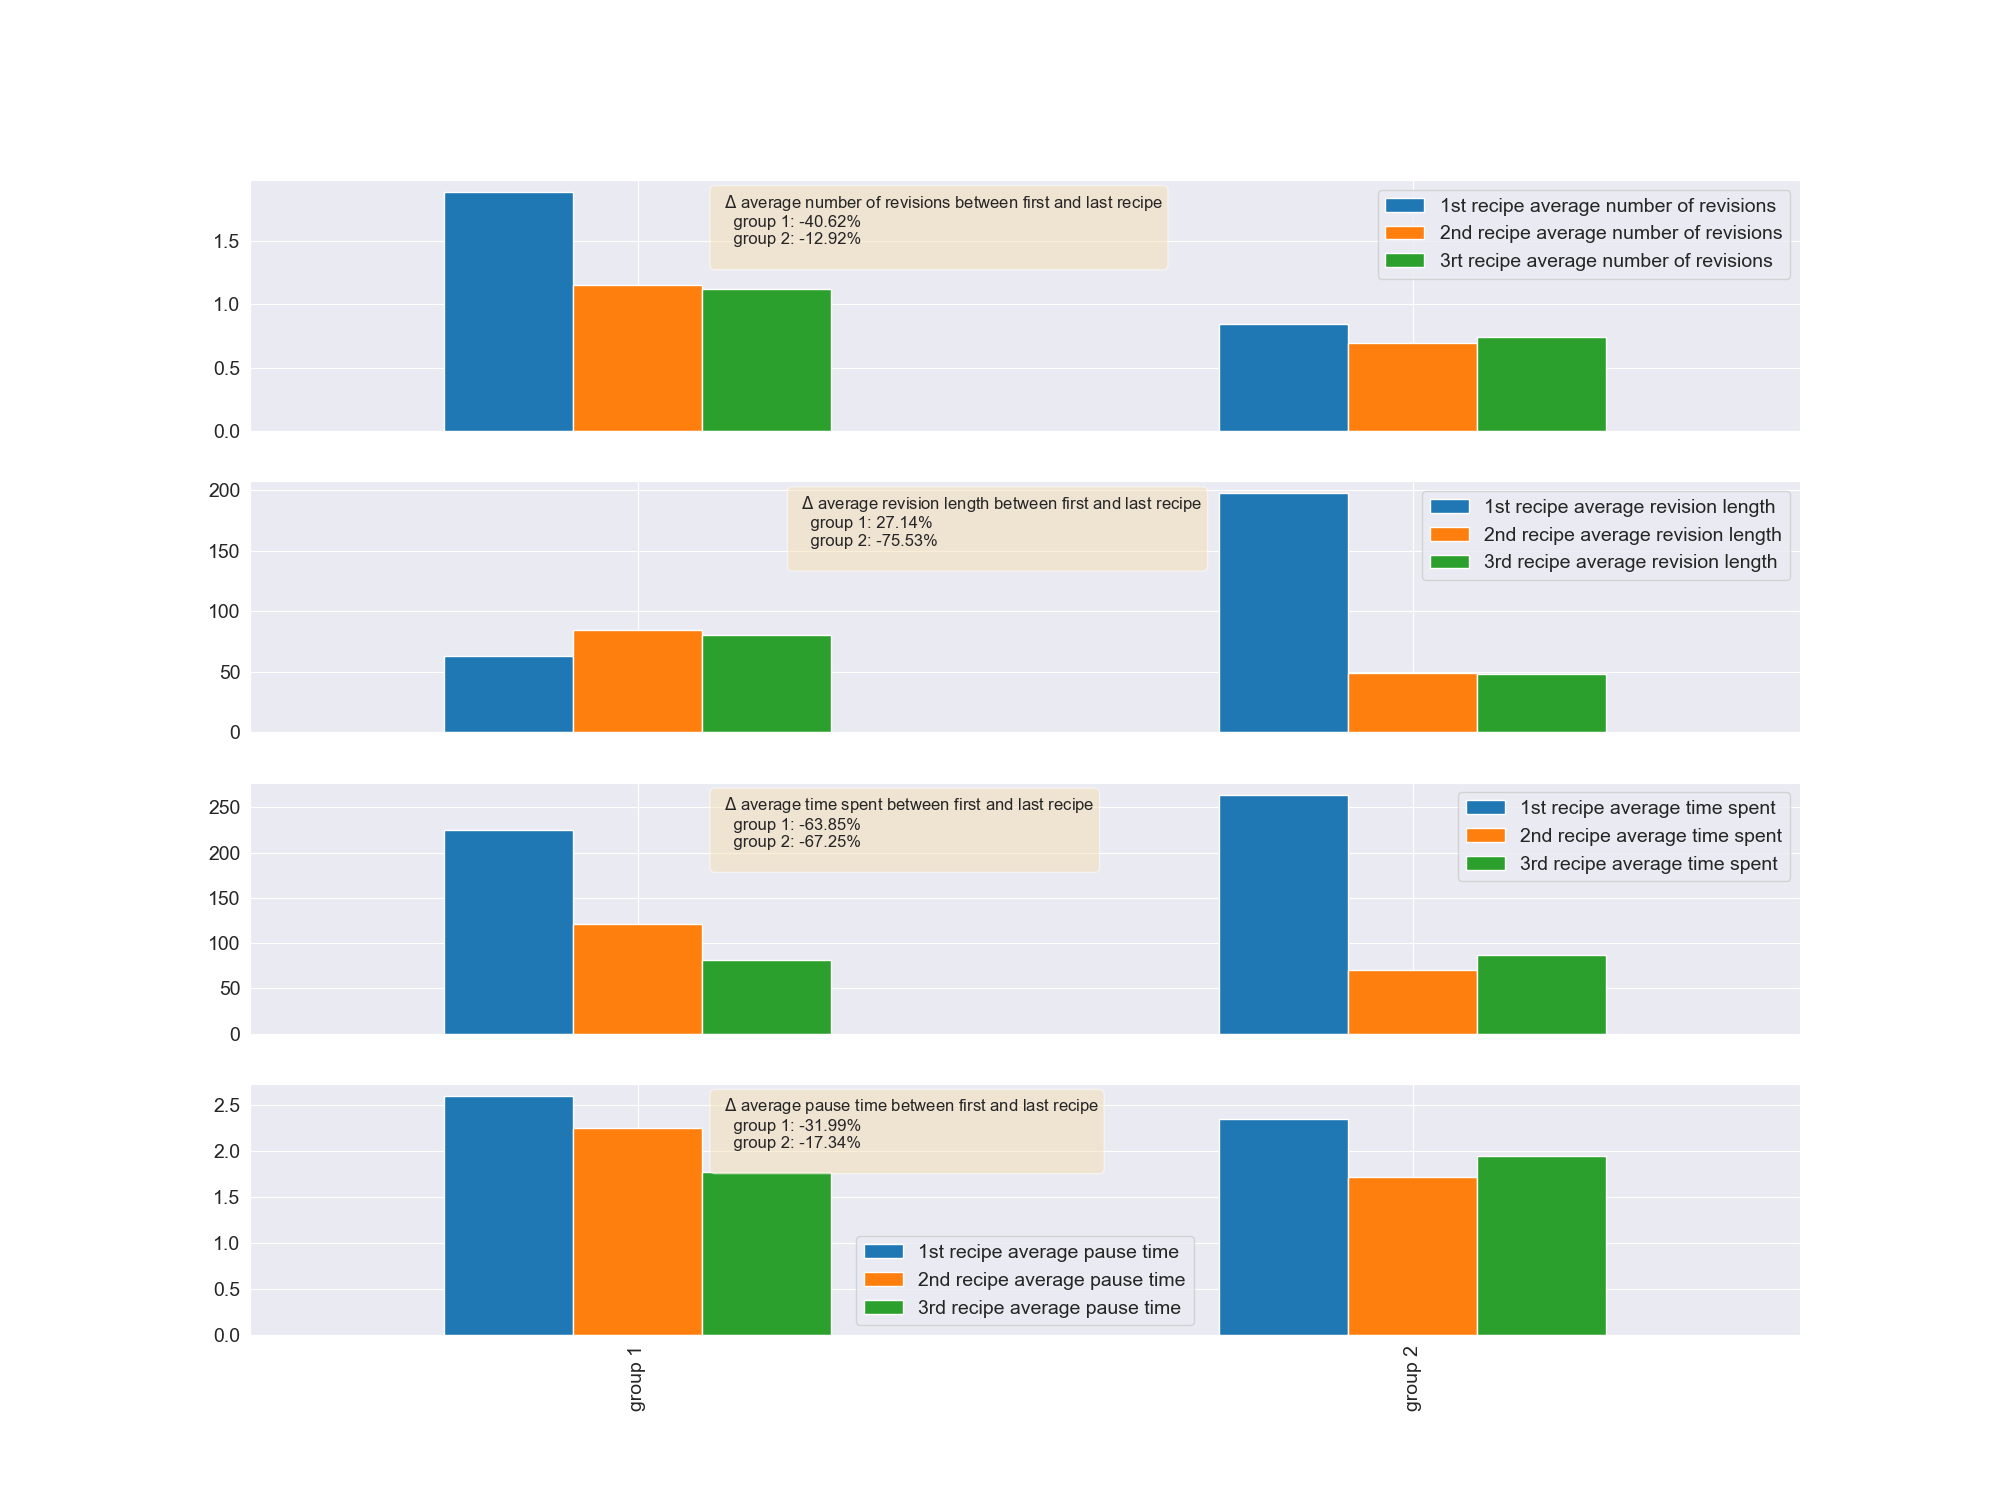 Δ average number of revisions between first and last recipe
group 1: -40.62%
group 2: -12.92%
1st recipe average number of revisions
2nd recipe average number of revisions
3rt recipe average number of revisions
1.5
1.0
0.5
0.0
Δ average revision length between first and last recipe
group 1: 27.14%
group 2: -75.53%
1st recipe average revision length
2nd recipe average revision length
3rd recipe average revision length
200
150
100
50
0
Δ average time spent between first and last recipe
group 1: -63.85%
group 2: -67.25%
1st recipe average time spent
2nd recipe average time spent
3rd recipe average time spent
250
200
150
100
50
0
Δ average pause time between first and last recipe
group 1: -31.99%
group 2: -17.34%
1st recipe average pause time
2nd recipe average pause time
3rd recipe average pause time
2.5
2.0
1.5
1.0
0.5
0.0
group 1
group 2